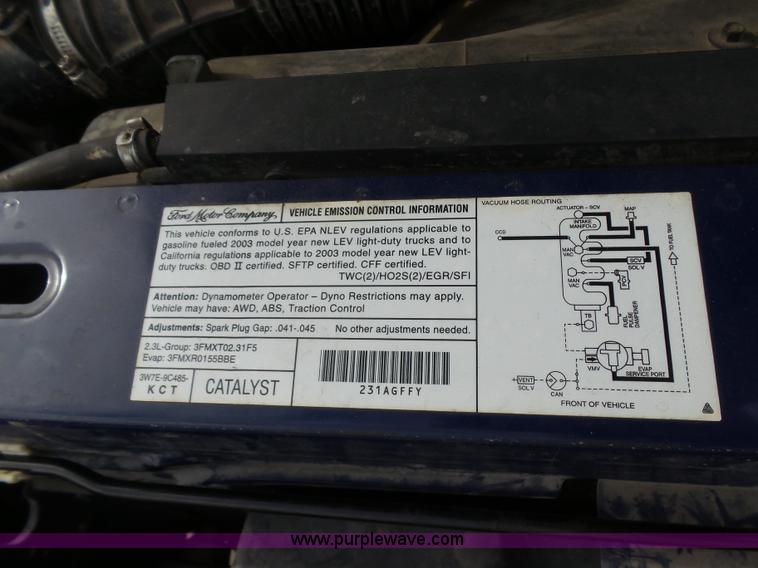 Ford Motor Company, VEHICLE EMISSION CONTROL INFORMATION
This vehicle conforms to U.S. EPA NLEV regulations applicable to
gasoline fueled 2003 model year new LEV light-duty trucks and to
California regulations applicable to 2003 model year new LEV light-
duty trucks. OBD II certified. SFTP certified. CFF certified.
TWC(2)/HO2S(2)/EGR/SFI
Attention: Dynamometer Operator – Dyno Restrictions may apply.
Vehicle may have: AWD, ABS, Traction Control
Adjustments: Spark Plug Gap: .041-.045 No other adjustments needed.
2.3L-Group: 3FMXT02.31F5
Evap: 3FMXR0155BBE
3W7E-9C485-
KCT
CATALYST
231AGFFY
VACUUM HOSE ROUTING
ACTUATOR – SCV
MAP
INTAKE
MANIFOLD
CCD
MAN
VAC
TO FUEL TANK
SCV
SOL V
MAN
VAC
PCV
FUEL
PULSE
DAMPENER
TB
VMV
EVAP
SERVICE PORT
VENT
SOL V
CAN
FRONT OF VEHICLE
www.purplewave.com